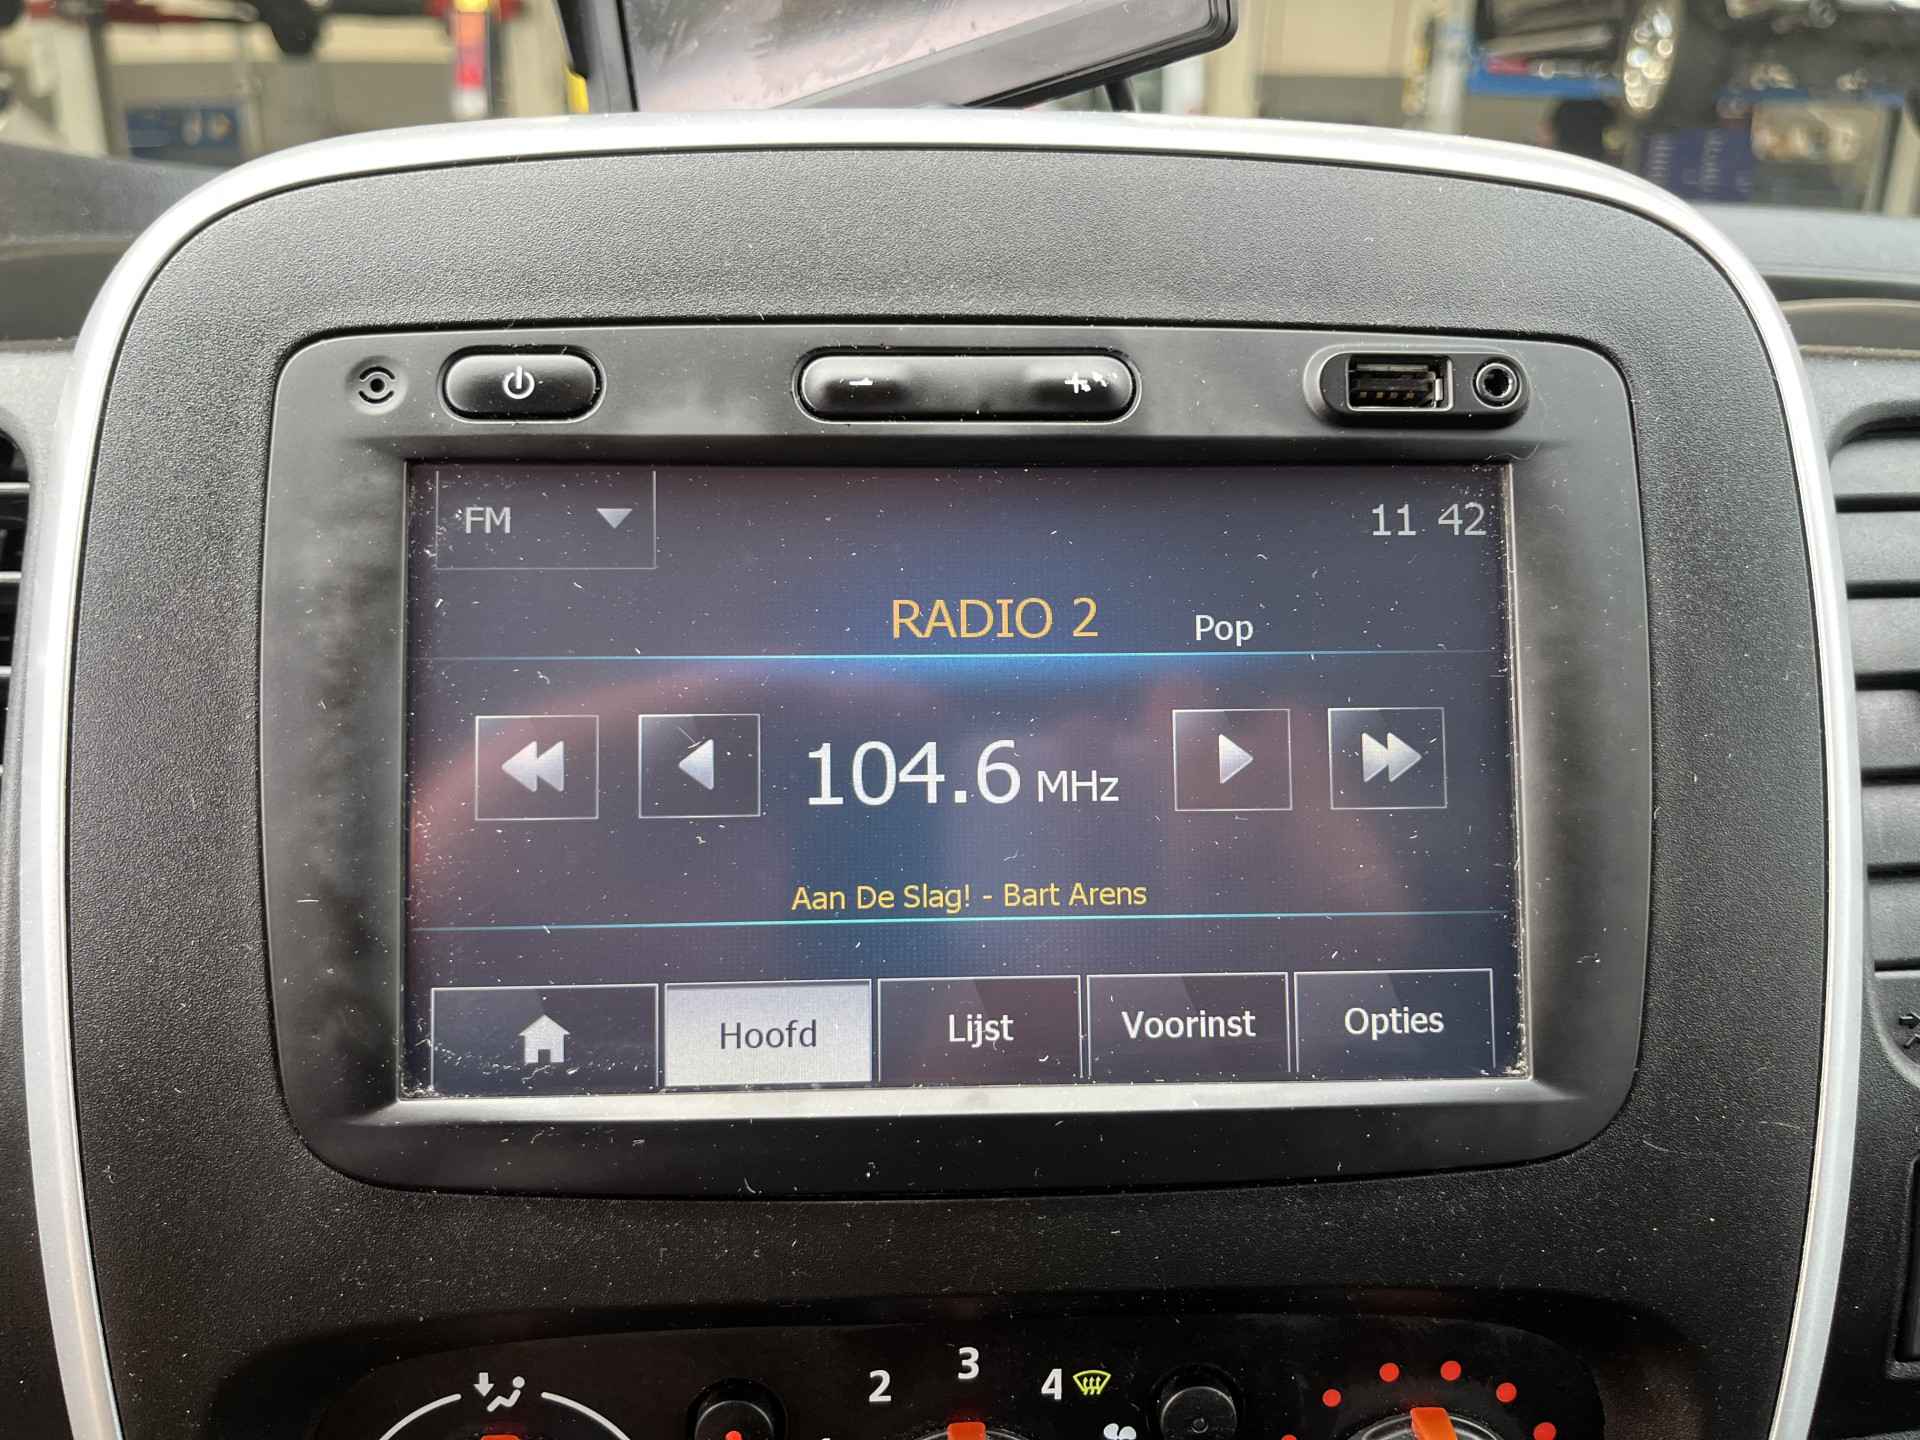 FM
11 42
RADIO 2 Pop
104.6 MHz
Aan De Slag! - Bart Arens
Hoofd Lijst Voorinst Opties
2 3 4